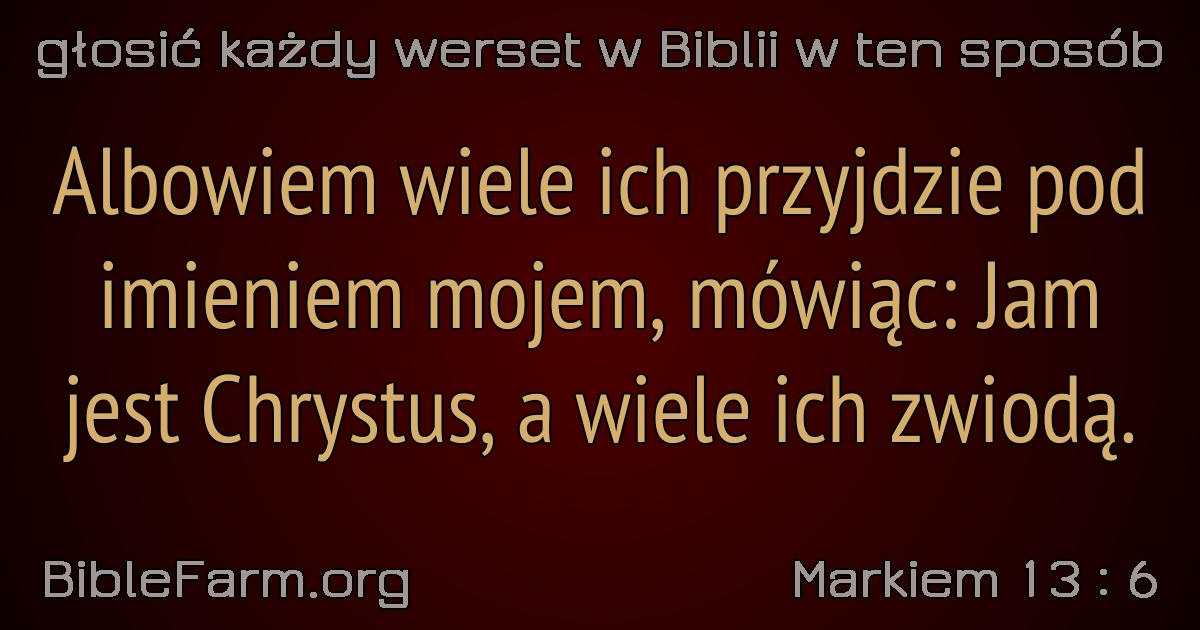 głosić każdy werset w Biblii w ten sposób
Albowiem wiele ich przyjdzie pod
imieniem mojem, mówiąc: Jam
jest Chrystus, a wiele ich zwiodą.
BibleFarm.org
Markiem 13 : 6